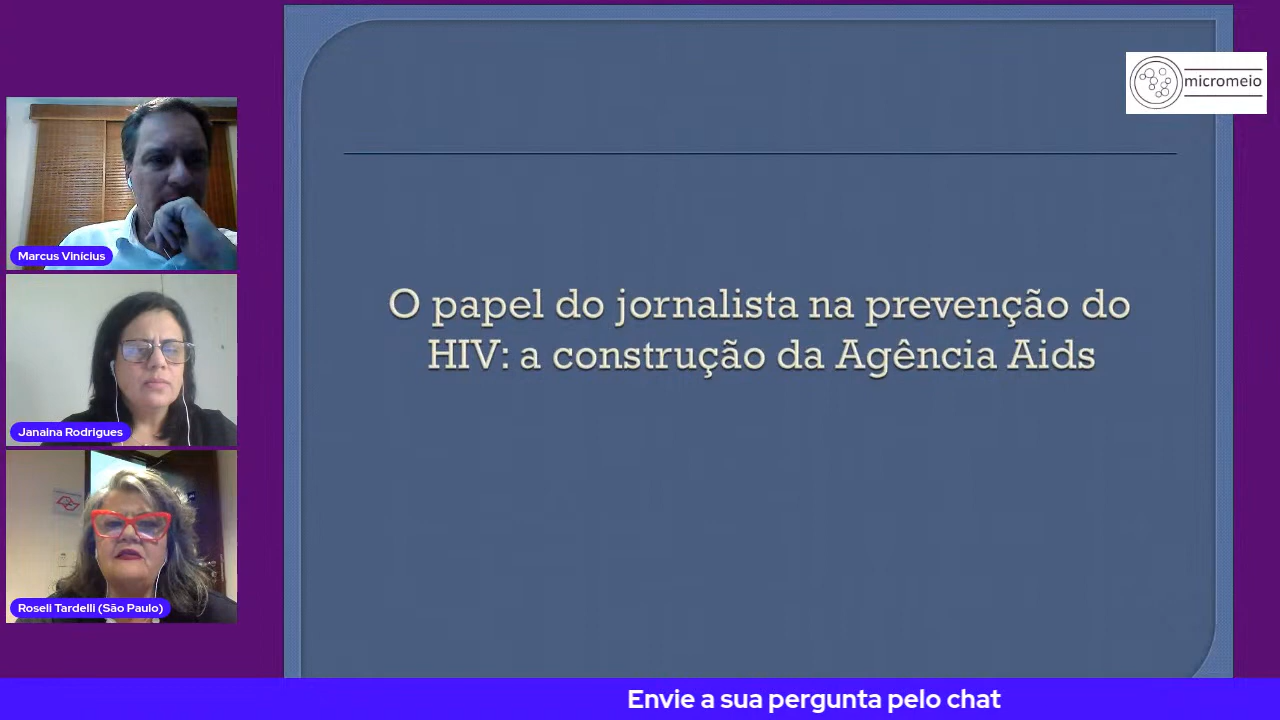 micromeio
Marcus Vinícius
Janaina Rodrigues
Roseli Tardelli (São Paulo)
O papel do jornalista na prevenção do
HIV: a construção da Agência Aids
Envie a sua pergunta pelo chat